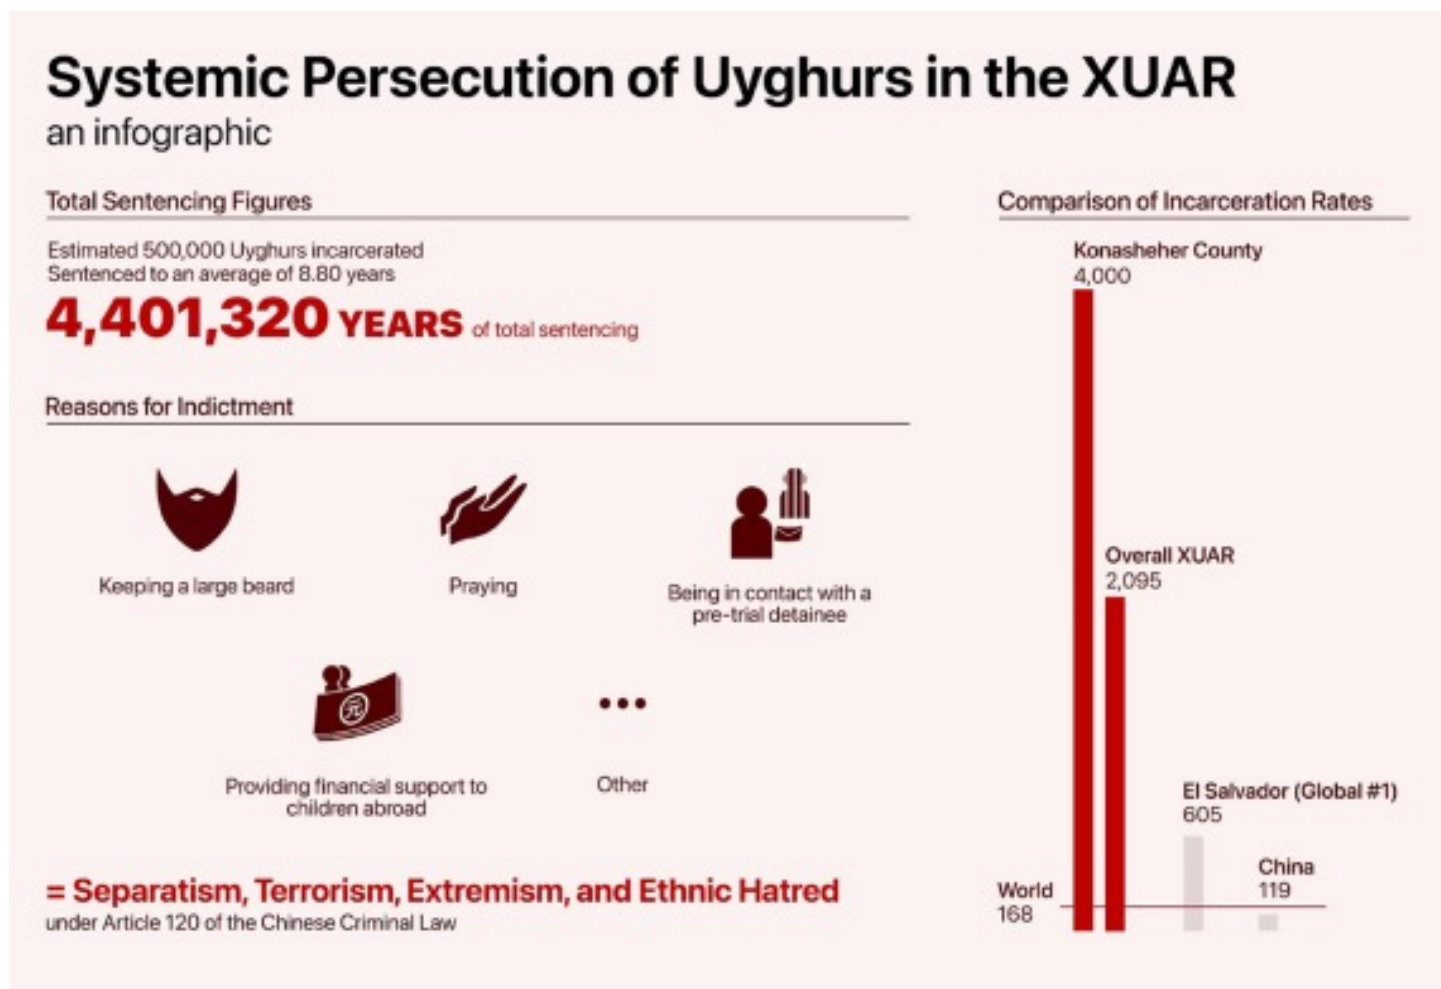 Systemic Persecution of Uyghurs in the XUAR
an infographic
Total Sentencing Figures
Estimated 500,000 Uyghurs incarcerated
Sentenced to an average of 8.80 years
4,401,320 YEARS of total sentencing
Reasons for Indictment
Keeping a large beard
Praying
Being in contact with a
pre-trial detainee
元
Providing financial support to
children abroad
Other
= Separatism, Terrorism, Extremism, and Ethnic Hatred
under Article 120 of the Chinese Criminal Law
Comparison of Incarceration Rates
Konasheher County
4,000
Overall XUAR
2,095
El Salvador (Global #1)
605
China
119
World
168